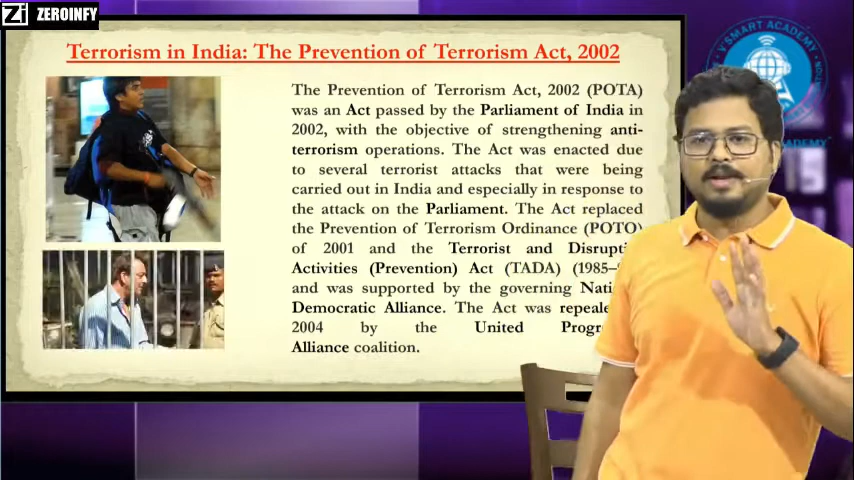 Zi ZEROINFY
V'SMART ACADEMY
Terrorism in India: The Prevention of Terrorism Act, 2002
The Prevention of Terrorism Act, 2002 (POTA)
was an Act passed by the Parliament of India in
2002, with the objective of strengthening anti-
terrorism operations. The Act was enacted due
to several terrorist attacks that were being
carried out in India and especially in response to
the attack on the Parliament. The Act replaced
the Prevention of Terrorism Ordinance (POTO)
of 2001 and the Terrorist and
Activities (Prevention) Act (TADA)
and was supported by the governing
Democratic Alliance. The Act was
2004 by the United
Alliance coalition.